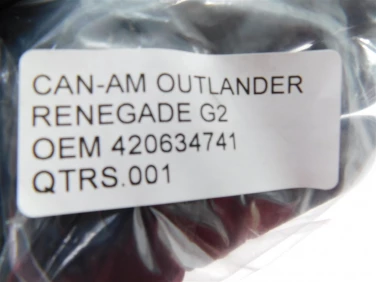 CAN-AM OUTLANDER
RENEGADE G2
OEM 420634741
QTRS.001